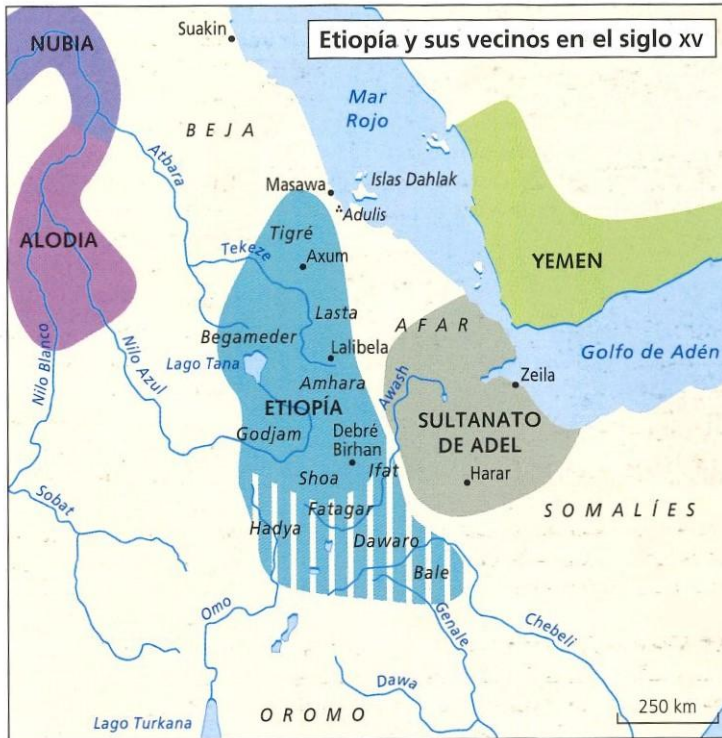 NUBIA
Suakin
Etiopía y sus vecinos en el siglo XV
Mar
Rojo
BEJA
Atbara
Masawa
Islas Dahlak
Adulis
Tigré
ALODIA
Tekeze
Axum
YEMEN
Lasta
AFAR
Begameder
Lalibela
Golfo de Adén
Nilo Blanco
Nilo Azul
Lago Tana
Amhara
Awash
Zeila
ETIOPÍA
SULTANATO
DE ADEL
Godjam
Debré
Birhan
Ifat
Harar
Shoa
Sobat
Fatagar
SOMALÍES
Hadya
Dawaro
Bale
Omo
Genale
Chebeli
Dawa
250 km
Lago Turkana
OROMO